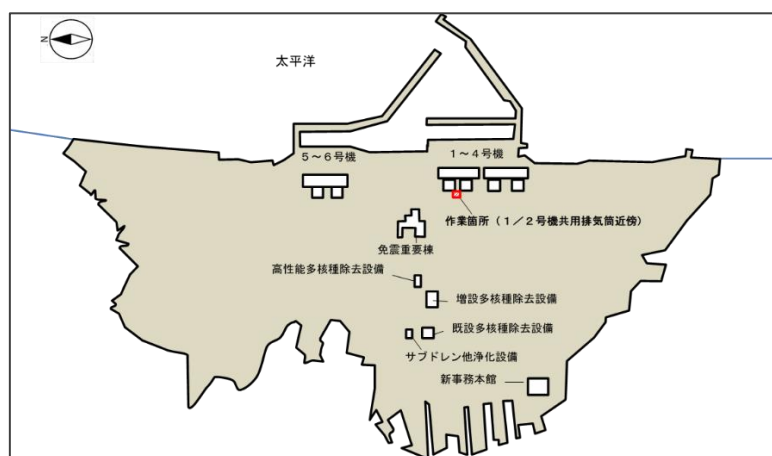 N
太平洋
5～6号機
1～4号機
作業箇所(1/2号機共用排気筒近傍)
免震重要棟
高性能多核種除去設備
増設多核種除去設備
既設多核種除去設備
サブドレン他浄化設備
新事務本館